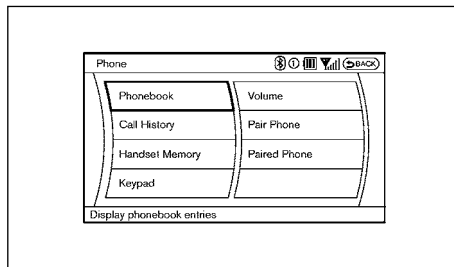 Phone
BACK
Phonebook
Volume
Call History
Pair Phone
Handset Memory
Paired Phone
Keypad
Display phonebook entries